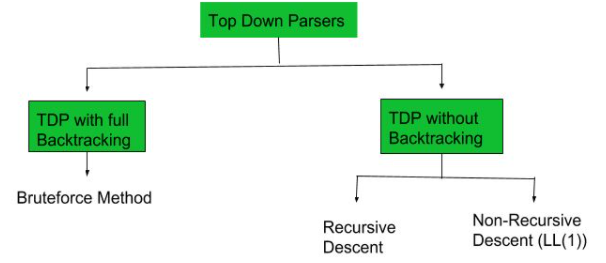 Top Down Parsers
TDP with full
Backtracking
TDP without
Backtracking
Bruteforce Method
Recursive
Descent
Non-Recursive
Descent (LL(1))